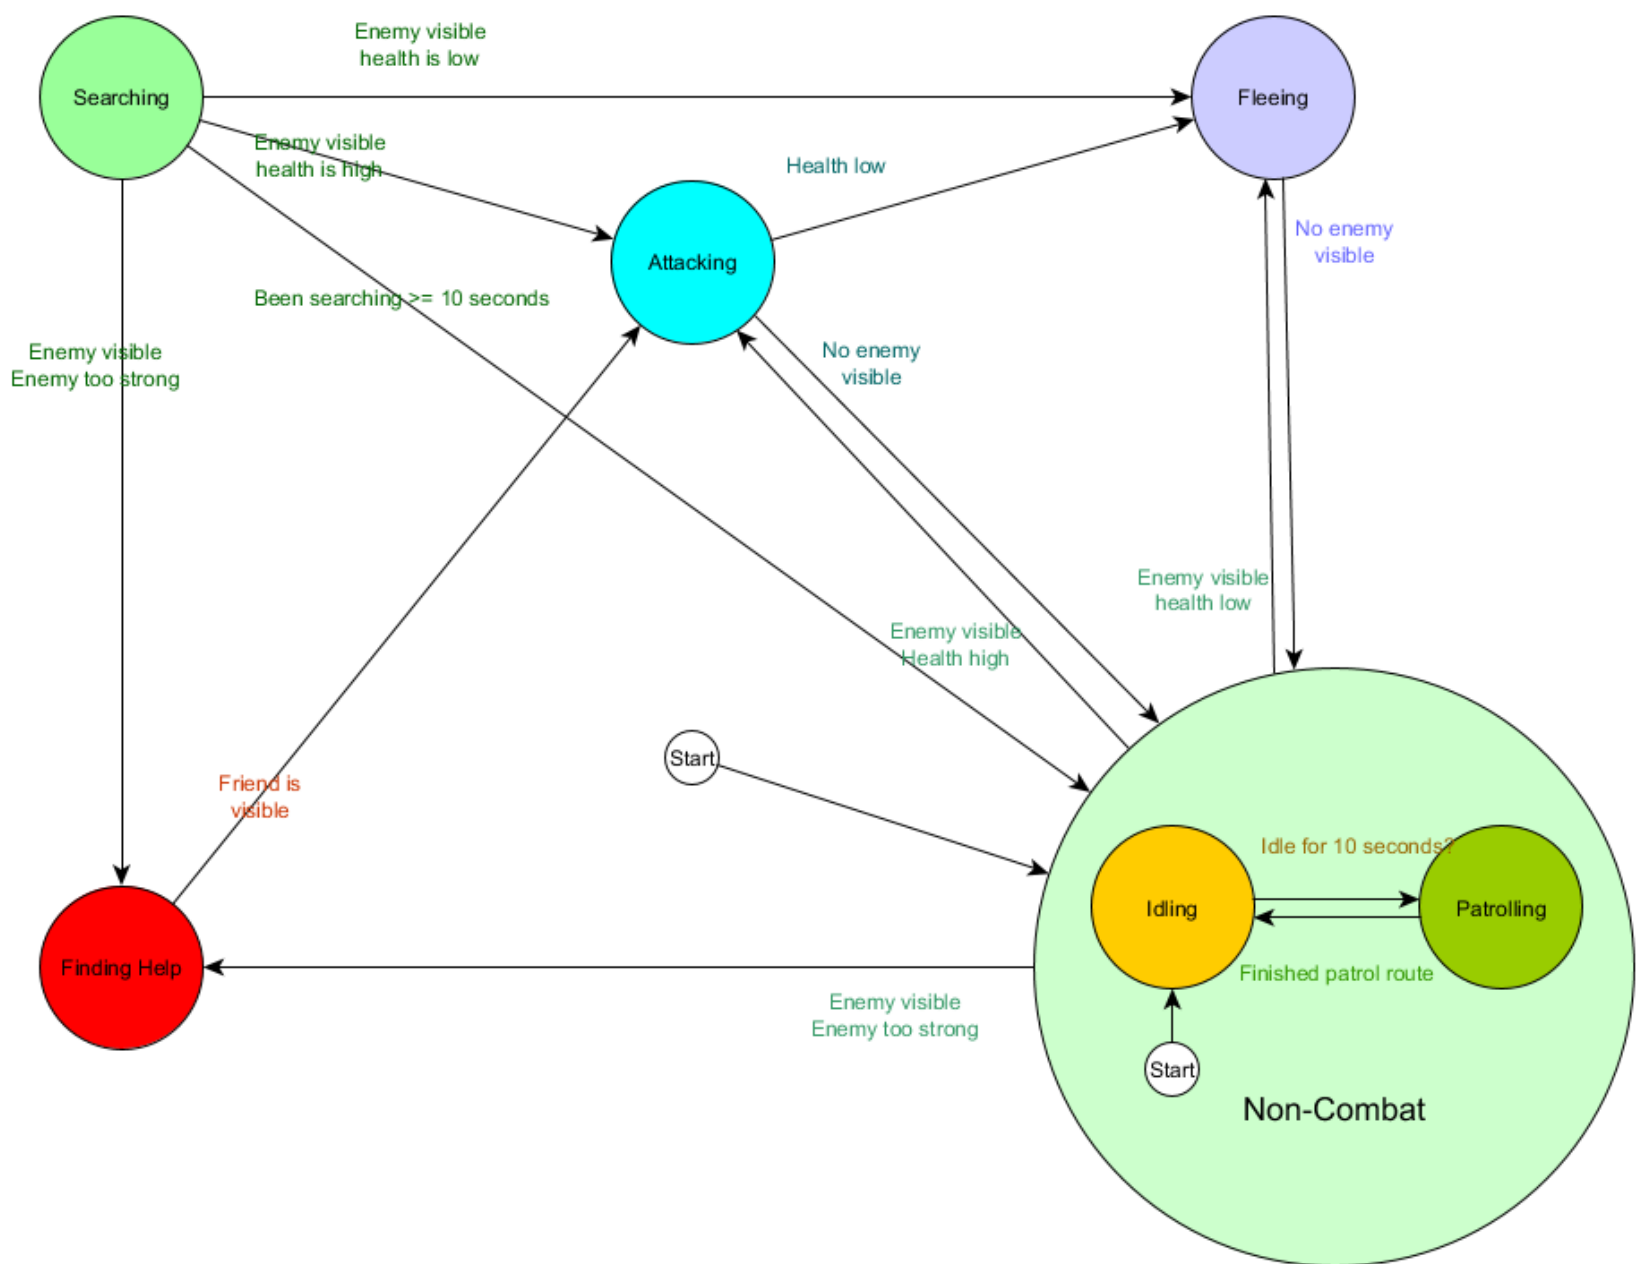 Enemy visible
health is low
Searching
Fleeing
Enemy visible
health is high
Health low
No enemy
visible
Attacking
Been searching >= 10 seconds
Enemy visible
Enemy too strong
No enemy
visible
Enemy visible
health low
Enemy visible
Health high
Start
Friend is
visible
Idle for 10 seconds?
Idling
Patrolling
Finding Help
Finished patrol route
Enemy visible
Enemy too strong
Start
Non-Combat